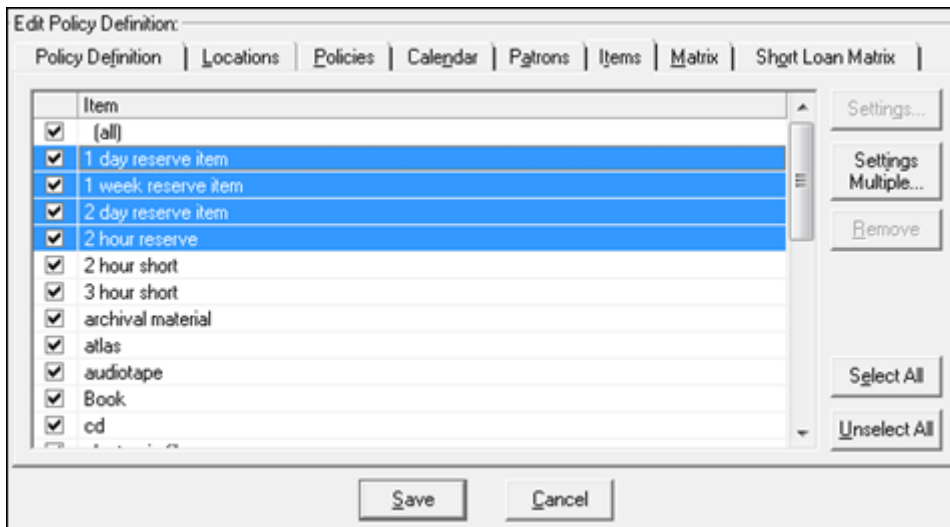 Edit Policy Definition:
Policy Definition Locations Policies Calendar Patrons Items Matrix Short Loan Matrix
Item
(all)
1 day reserve item
1 week reserve item
2 day reserve item
2 hour reserve
2 hour short
3 hour short
archival material
atlas
audiotape
Book
cd
Settings...
Settings
Multiple...
Remove
Select All
Unselect All
Save Cancel